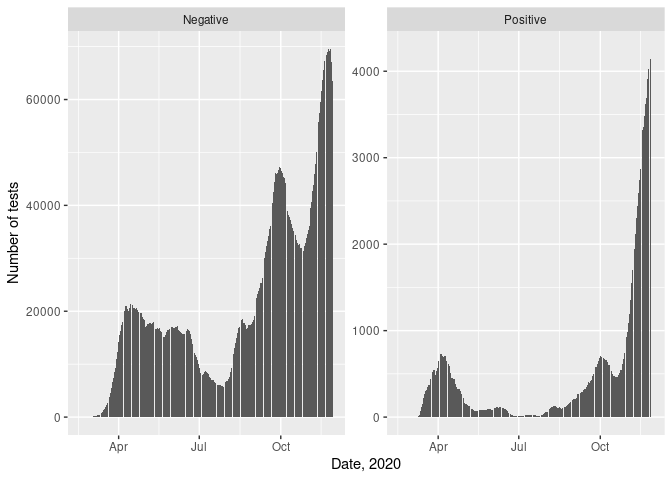 Negative
Positive
Number of tests
60000
40000
20000
0
4000
3000
2000
1000
0
Apr
Jul
Oct
Apr
Jul
Oct
Date, 2020